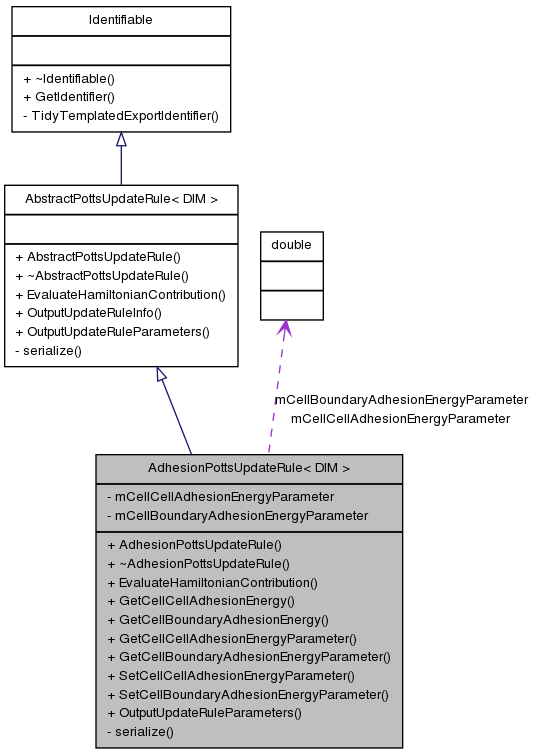 Identifiable
+ ~Identifiable()
+ GetIdentifier()
- TidyTemplatedExportIdentifier()
AbstractPottsUpdateRule< DIM >
+ AbstractPottsUpdateRule()
+ ~AbstractPottsUpdateRule()
+ EvaluateHamiltonianContribution()
+ OutputUpdateRuleInfo()
+ OutputUpdateRuleParameters()
- serialize()
double
mCellBoundaryAdhesionEnergyParameter
mCellCellAdhesionEnergyParameter
AdhesionPottsUpdateRule< DIM >
- mCellCellAdhesionEnergyParameter
- mCellBoundaryAdhesionEnergyParameter
+ AdhesionPottsUpdateRule()
+ ~AdhesionPottsUpdateRule()
+ EvaluateHamiltonianContribution()
+ GetCellCellAdhesionEnergy()
+ GetCellBoundaryAdhesionEnergy()
+ GetCellCellAdhesionEnergyParameter()
+ GetCellBoundaryAdhesionEnergyParameter()
+ SetCellCellAdhesionEnergyParameter()
+ SetCellBoundaryAdhesionEnergyParameter()
+ OutputUpdateRuleParameters()
- serialize()